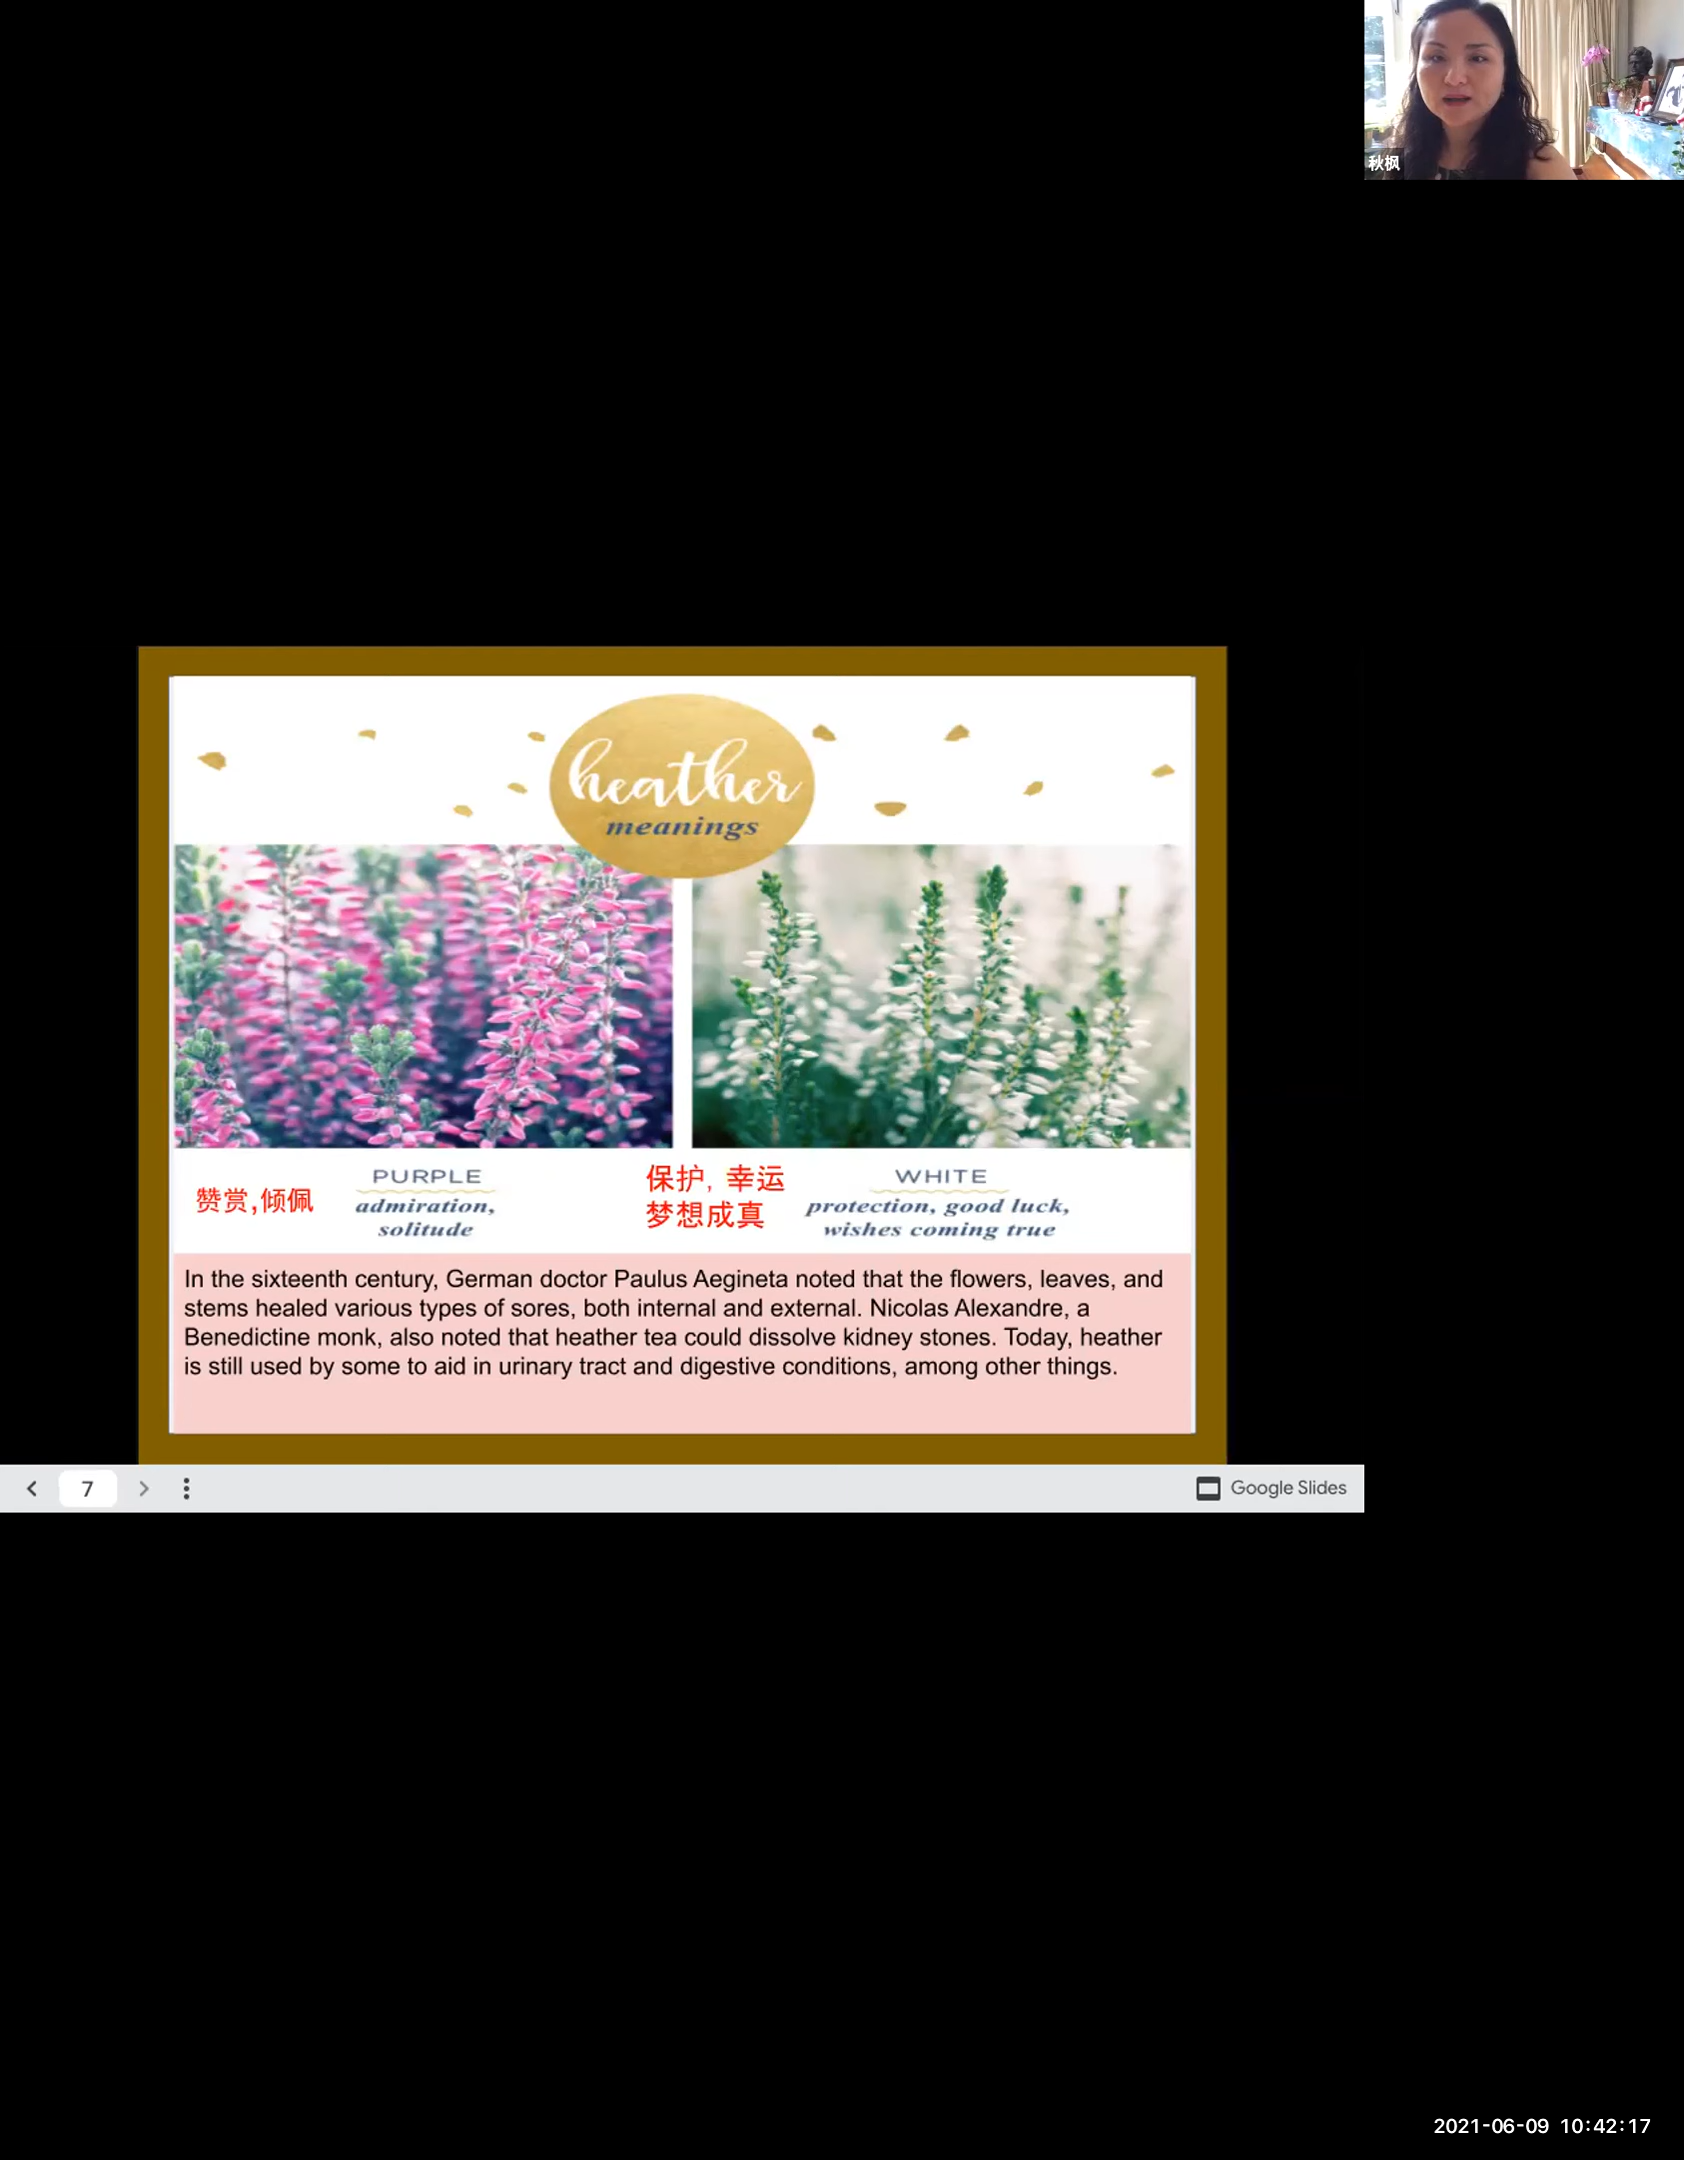 秋枫
heather
meanings
赞赏,倾佩
PURPLE
admiration,
solitude
保护, 幸运
梦想成真
WHITE
protection, good luck,
wishes coming true
In the sixteenth century, German doctor Paulus Aegineta noted that the flowers, leaves, and
stems healed various types of sores, both internal and external. Nicolas Alexandre, a
Benedictine monk, also noted that heather tea could dissolve kidney stones. Today, heather
is still used by some to aid in urinary tract and digestive conditions, among other things.
7
Google Slides
2021-06-09 10:42:17